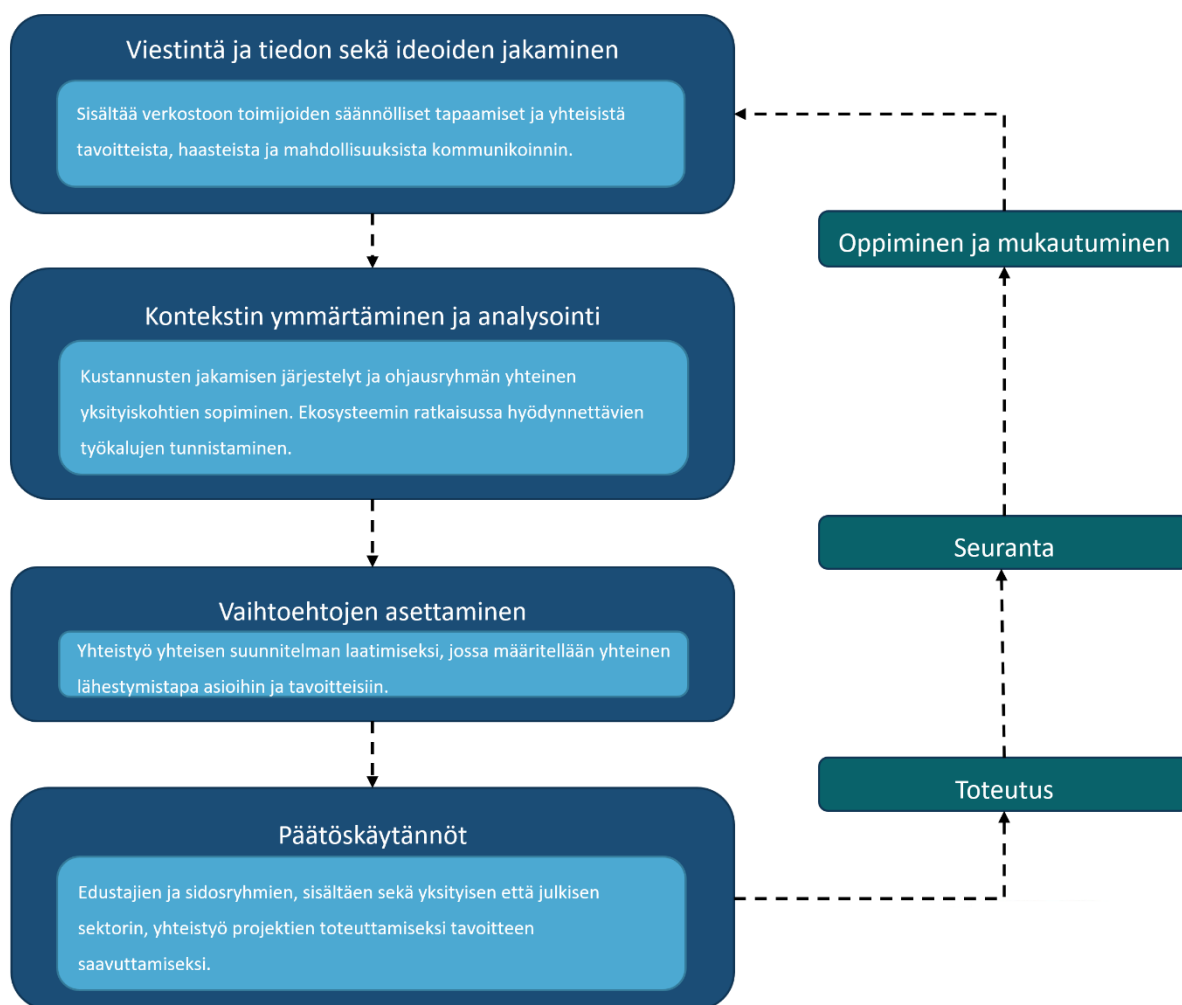 Viestintä ja tiedon sekä ideoiden jakaminen
Sisältää verkostoon toimijoiden säännölliset tapaamiset ja yhteisistä
tavoitteista, haasteista ja mahdollisuuksista kommunikoinnin.
Kontekstin ymmärtäminen ja analysointi
Kustannusten jakamisen järjestelyt ja ohjausryhmän yhteinen
yksityiskohtien sopiminen. Ekosysteemin ratkaisussa hyödynnettävien
työkalujen tunnistaminen.
Vaihtoehtojen asettaminen
Yhteistyö yhteisen suunnitelman laatimiseksi, jossa määritellään yhteinen
lähestymistapa asioihin ja tavoitteisiin.
Päätöskäytännöt
Edustajien ja sidosryhmien, sisältäen sekä yksityisen että julkisen
sektorin, yhteistyö projektien toteuttamiseksi tavoitteen
saavuttamiseksi.
Toteutus
Seuranta
Oppiminen ja mukautuminen